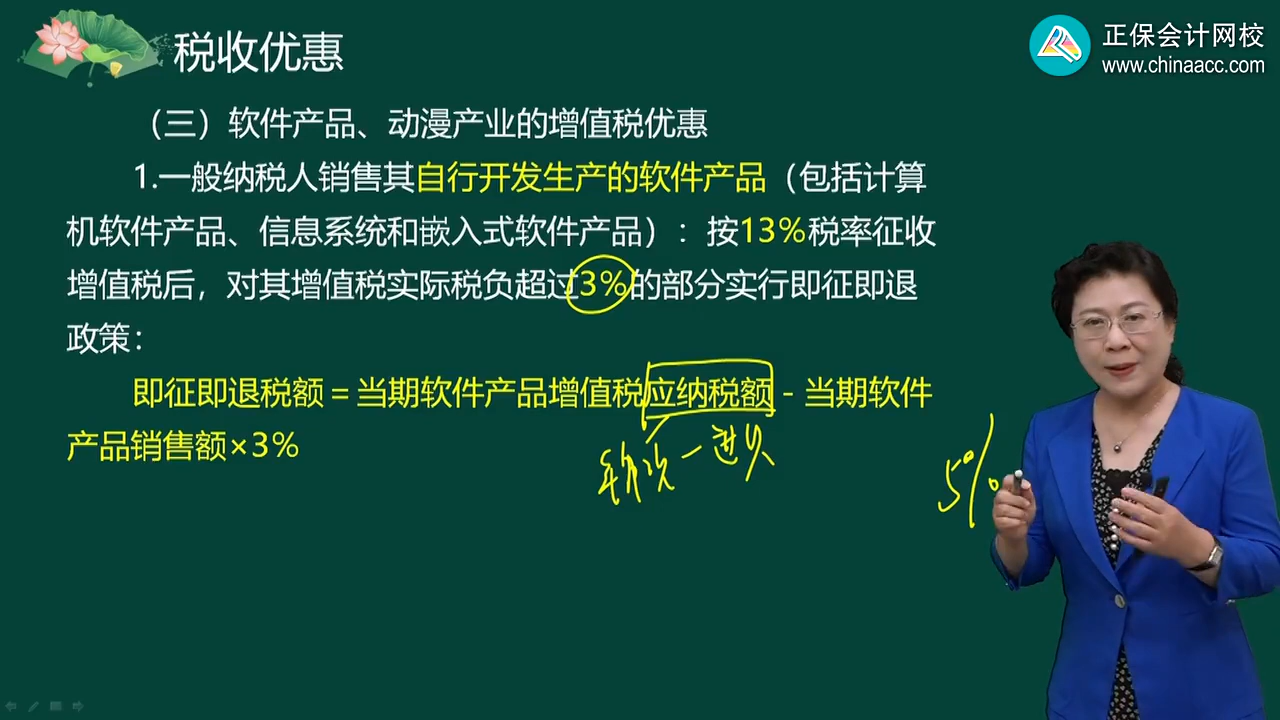 税收优惠
正保会计网校
www.chinaacc.com
（三）软件产品、动漫产业的增值税优惠
1.一般纳税人销售其自行开发生产的软件产品（包括计算
机软件产品、信息系统和嵌入式软件产品）：按13%税率征收
增值税后，对其增值税实际税负超过3%的部分实行即征即退
政策：
即征即退税额＝当期软件产品增值税应纳税额－当期软件
产品销售额×3%
5%